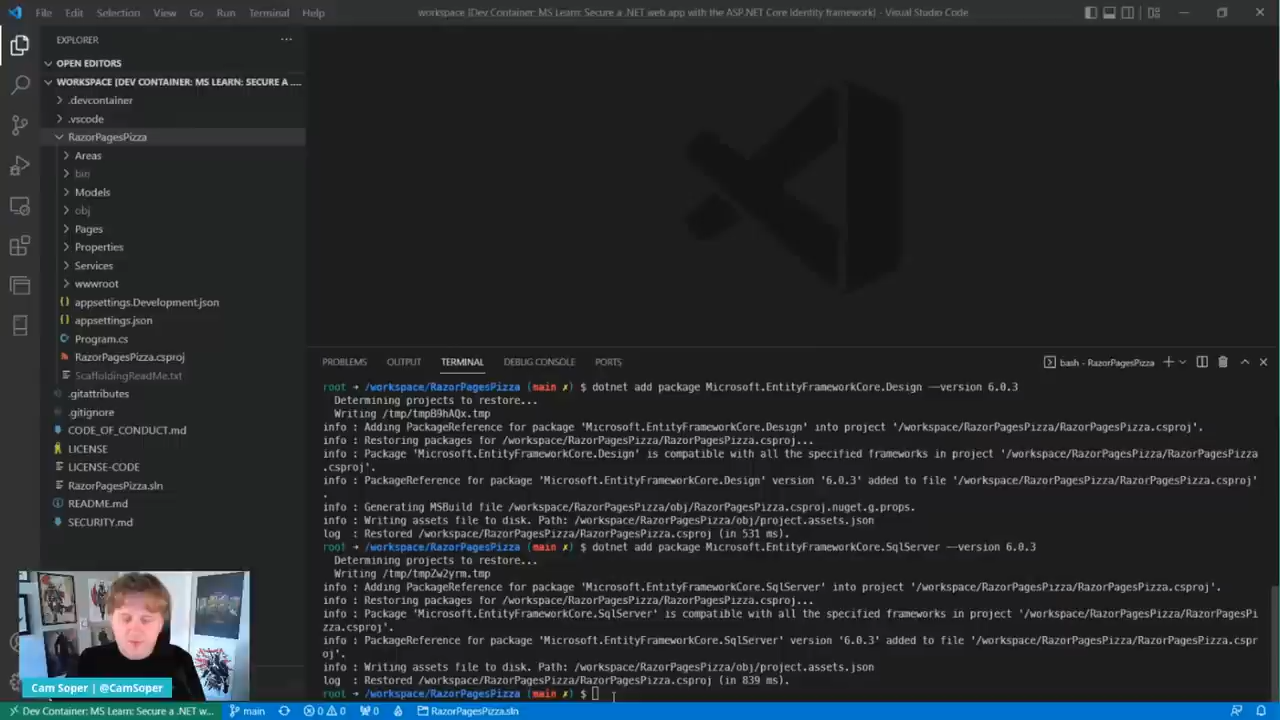 File Edit Selection View Go Run Terminal Help
workspace [Dev Container: MS Learn: Secure a .NET web app with the ASP.NET Core Identity framework] - Visual Studio Code
EXPLORER
OPEN EDITORS
WORKSPACE [DEV CONTAINER: MS LEARN: SECURE A ....
.devcontainer
.vscode
RazorPagesPizza
Areas
bin
Models
obj
Pages
Properties
Services
wwwroot
appsettings.Development.json
appsettings.json
Program.cs
RazorPagesPizza.csproj
ScaffoldingReadMe.txt
.gitattributes
.gitignore
CODE_OF_CONDUCT.md
LICENSE
LICENSE-CODE
RazorPagesPizza.sln
README.md
SECURITY.md
PROBLEMS OUTPUT TERMINAL DEBUG CONSOLE PORTS
bash - RazorPagesPizza
root → /workspace/RazorPagesPizza (main ✗) $ dotnet add package Microsoft.EntityFrameworkCore.Design --version 6.0.3
Determining projects to restore...
Writing /tmp/tmpB9hAQx.tmp
info : Adding PackageReference for package 'Microsoft.EntityFrameworkCore.Design' into project '/workspace/RazorPagesPizza/RazorPagesPizza.csproj'.
info : Restoring packages for /workspace/RazorPagesPizza/RazorPagesPizza.csproj...
info : Package 'Microsoft.EntityFrameworkCore.Design' is compatible with all the specified frameworks in project '/workspace/RazorPagesPizza/RazorPagesPizza
.csproj'.
info : PackageReference for package 'Microsoft.EntityFrameworkCore.Design' version '6.0.3' added to file '/workspace/RazorPagesPizza/RazorPagesPizza.csproj'
.
info : Generating MSBuild file /workspace/RazorPagesPizza/obj/RazorPagesPizza.csproj.nuget.g.props.
info : Writing assets file to disk. Path: /workspace/RazorPagesPizza/obj/project.assets.json
log : Restored /workspace/RazorPagesPizza/RazorPagesPizza.csproj (in 531 ms).
root → /workspace/RazorPagesPizza (main ✗) $ dotnet add package Microsoft.EntityFrameworkCore.SqlServer --version 6.0.3
Determining projects to restore...
Writing /tmp/tmpZw2yrm.tmp
info : Adding PackageReference for package 'Microsoft.EntityFrameworkCore.SqlServer' into project '/workspace/RazorPagesPizza/RazorPagesPizza.csproj'.
info : Restoring packages for /workspace/RazorPagesPizza/RazorPagesPizza.csproj...
info : Package 'Microsoft.EntityFrameworkCore.SqlServer' is compatible with all the specified frameworks in project '/workspace/RazorPagesPizza/RazorPagesPi
zza.csproj'.
info : PackageReference for package 'Microsoft.EntityFrameworkCore.SqlServer' version '6.0.3' added to file '/workspace/RazorPagesPizza/RazorPagesPizza.cspr
oj'.
info : Writing assets file to disk. Path: /workspace/RazorPagesPizza/obj/project.assets.json
log : Restored /workspace/RazorPagesPizza/RazorPagesPizza.csproj (in 839 ms).
root → /workspace/RazorPagesPizza (main ✗) $
Cam Soper | @CamSoper
Dev Container: MS Learn: Secure a .NET w... main 0 0 0 RazorPagesPizza.sln